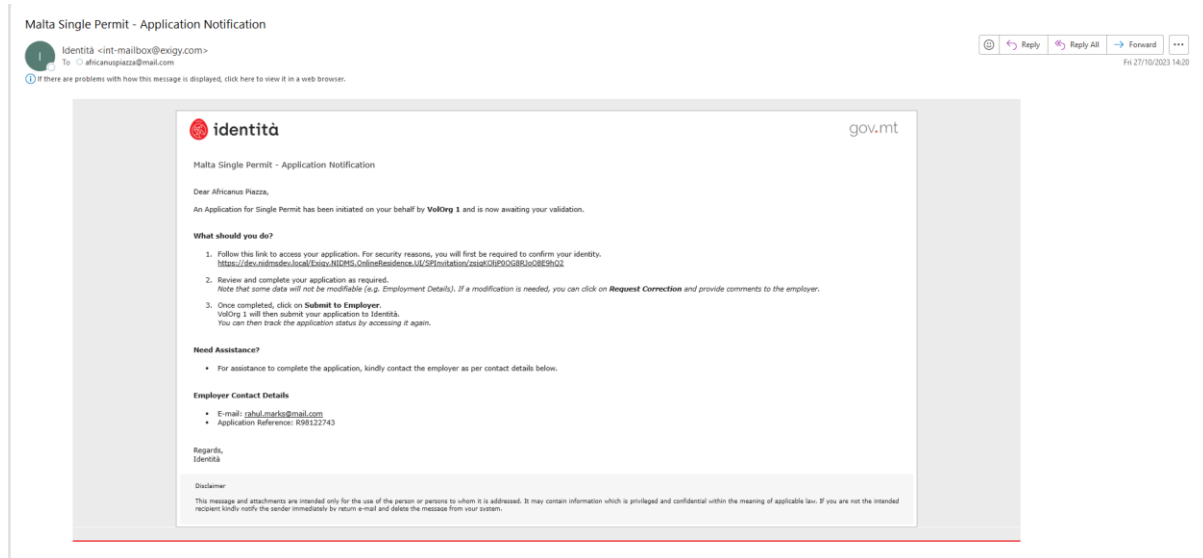 Malta Single Permit - Application Notification
I
Identità <int-mailbox@exigy.com>
To africanuspiazza@mail.com
Reply
Reply All
Forward
Fri 27/10/2023 14:20
If there are problems with how this message is displayed, click here to view it in a web browser.
identità
gov.mt
Malta Single Permit - Application Notification
Dear Africanus Piazza,
An Application for Single Permit has been initiated on your behalf by VolOrg 1 and is now awaiting your validation.
What should you do?
1. Follow this link to access your application. For security reasons, you will first be required to confirm your identity.
2. Review and complete your application as required.
Note that some data will not be modifiable (e.g. Employment Details). If a modification is needed, you can click on Request Correction and provide comments to the employer.
3. Once completed, click on Submit to Employer.
VolOrg 1 will then submit your application to Identità.
You can then track the application status by accessing it again.
Need Assistance?
• For assistance to complete the application, kindly contact the employer as per contact details below.
Employer Contact Details
• E-mail: rahul.marks@mail.com
• Application Reference: R98122743
Regards,
Identità
Disclaimer
This message and attachments are intended only for the use of the person or persons to whom it is addressed. It may contain information which is privileged and confidential within the meaning of applicable law. If you are not the intended
recipient kindly notify the sender immediately by return e-mail and delete the message from your system.